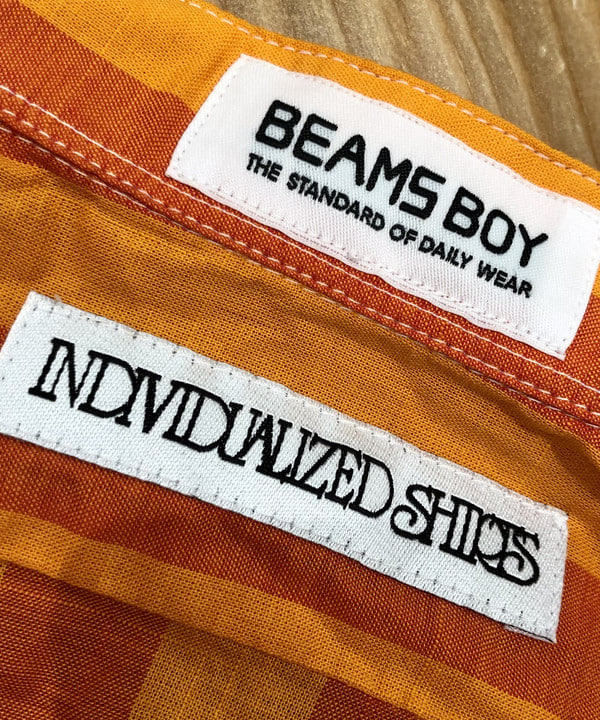 BEAMS BOY
THE STANDARD OF DAILY WEAR
INDIVIDUALIZED SHIRTS